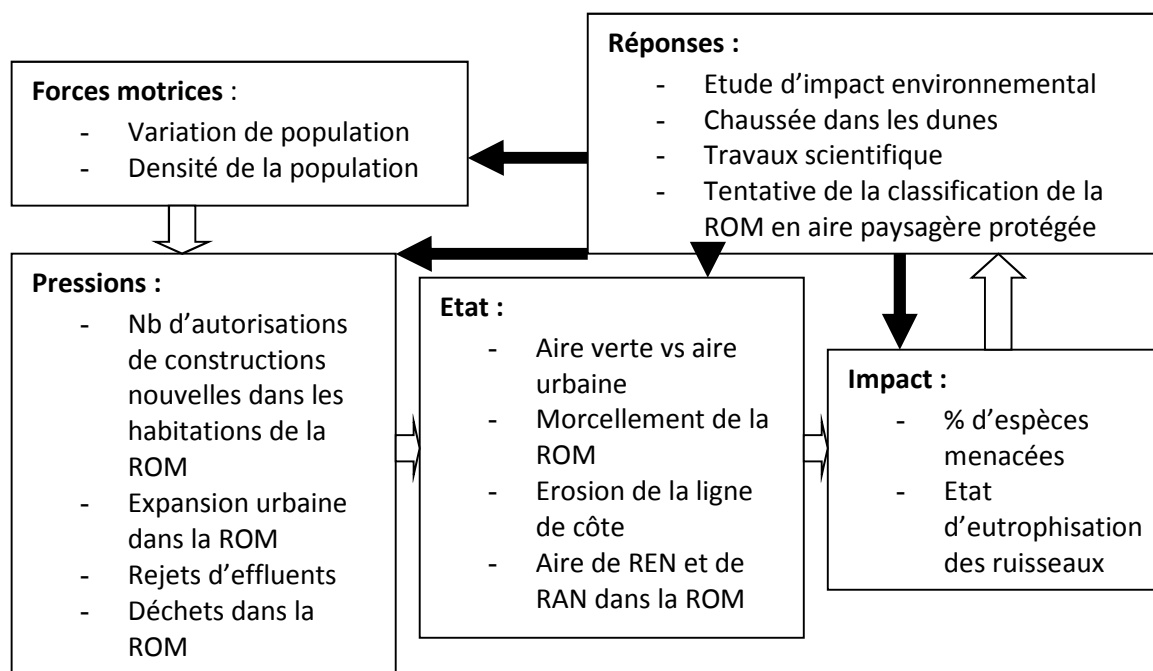 Forces motrices :
- Variation de population
- Densité de la population
Réponses :
- Etude d’impact environnemental
- Chaussée dans les dunes
- Travaux scientifique
- Tentative de la classification de la
ROM en aire paysagère protégée
Pressions :
- Nb d’autorisations
de constructions
nouvelles dans les
habitations de la
ROM
- Expansion urbaine
dans la ROM
- Rejets d’effluents
- Déchets dans la
ROM
Etat :
- Aire verte vs aire
urbaine
- Morcellement de la
ROM
- Erosion de la ligne
de côte
- Aire de REN et de
RAN dans la ROM
Impact :
- % d’espèces
menacées
- Etat
d’eutrophisation
des ruisseaux